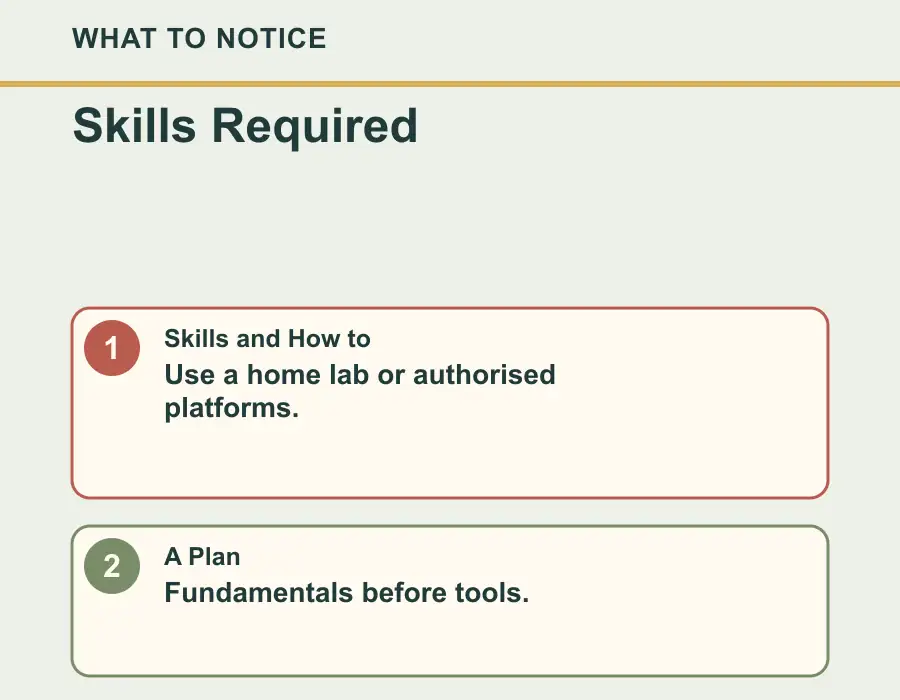 WHAT TO NOTICE
Skills Required
1
Skills and How to
Use a home lab or authorised
platforms.
2
A Plan
Fundamentals before tools.